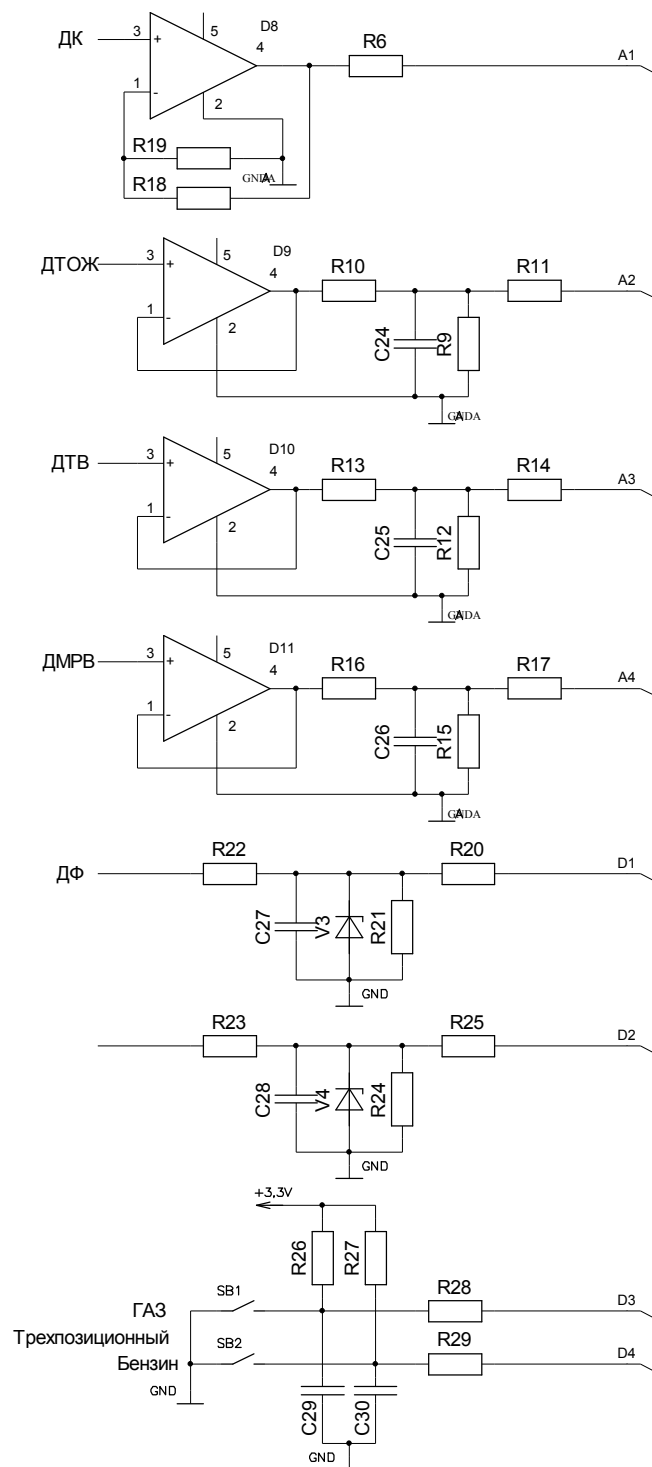 ДК
3
+
5
D8
4
R6
A1
1
-
2
R19
GNDA
A
R18
ДТОЖ
3
+
5
D9
4
R10
R11
A2
1
-
2
C24
R9
GNDA
A
ДТВ
3
+
5
D10
4
R13
R14
A3
1
-
2
C25
R12
GNDA
A
ДМРВ
3
+
5
D11
4
R16
R17
A4
1
-
2
C26
R15
GNDA
A
ДФ
R22
R20
D1
C27
V3
R21
GND
R23
R25
D2
C28
V4
R24
GND
+3,3V
R26
R27
SB1
R28
D3
ГАЗ
Трехпозиционный
SB2
R29
D4
Бензин
GND
C29
C30
GND